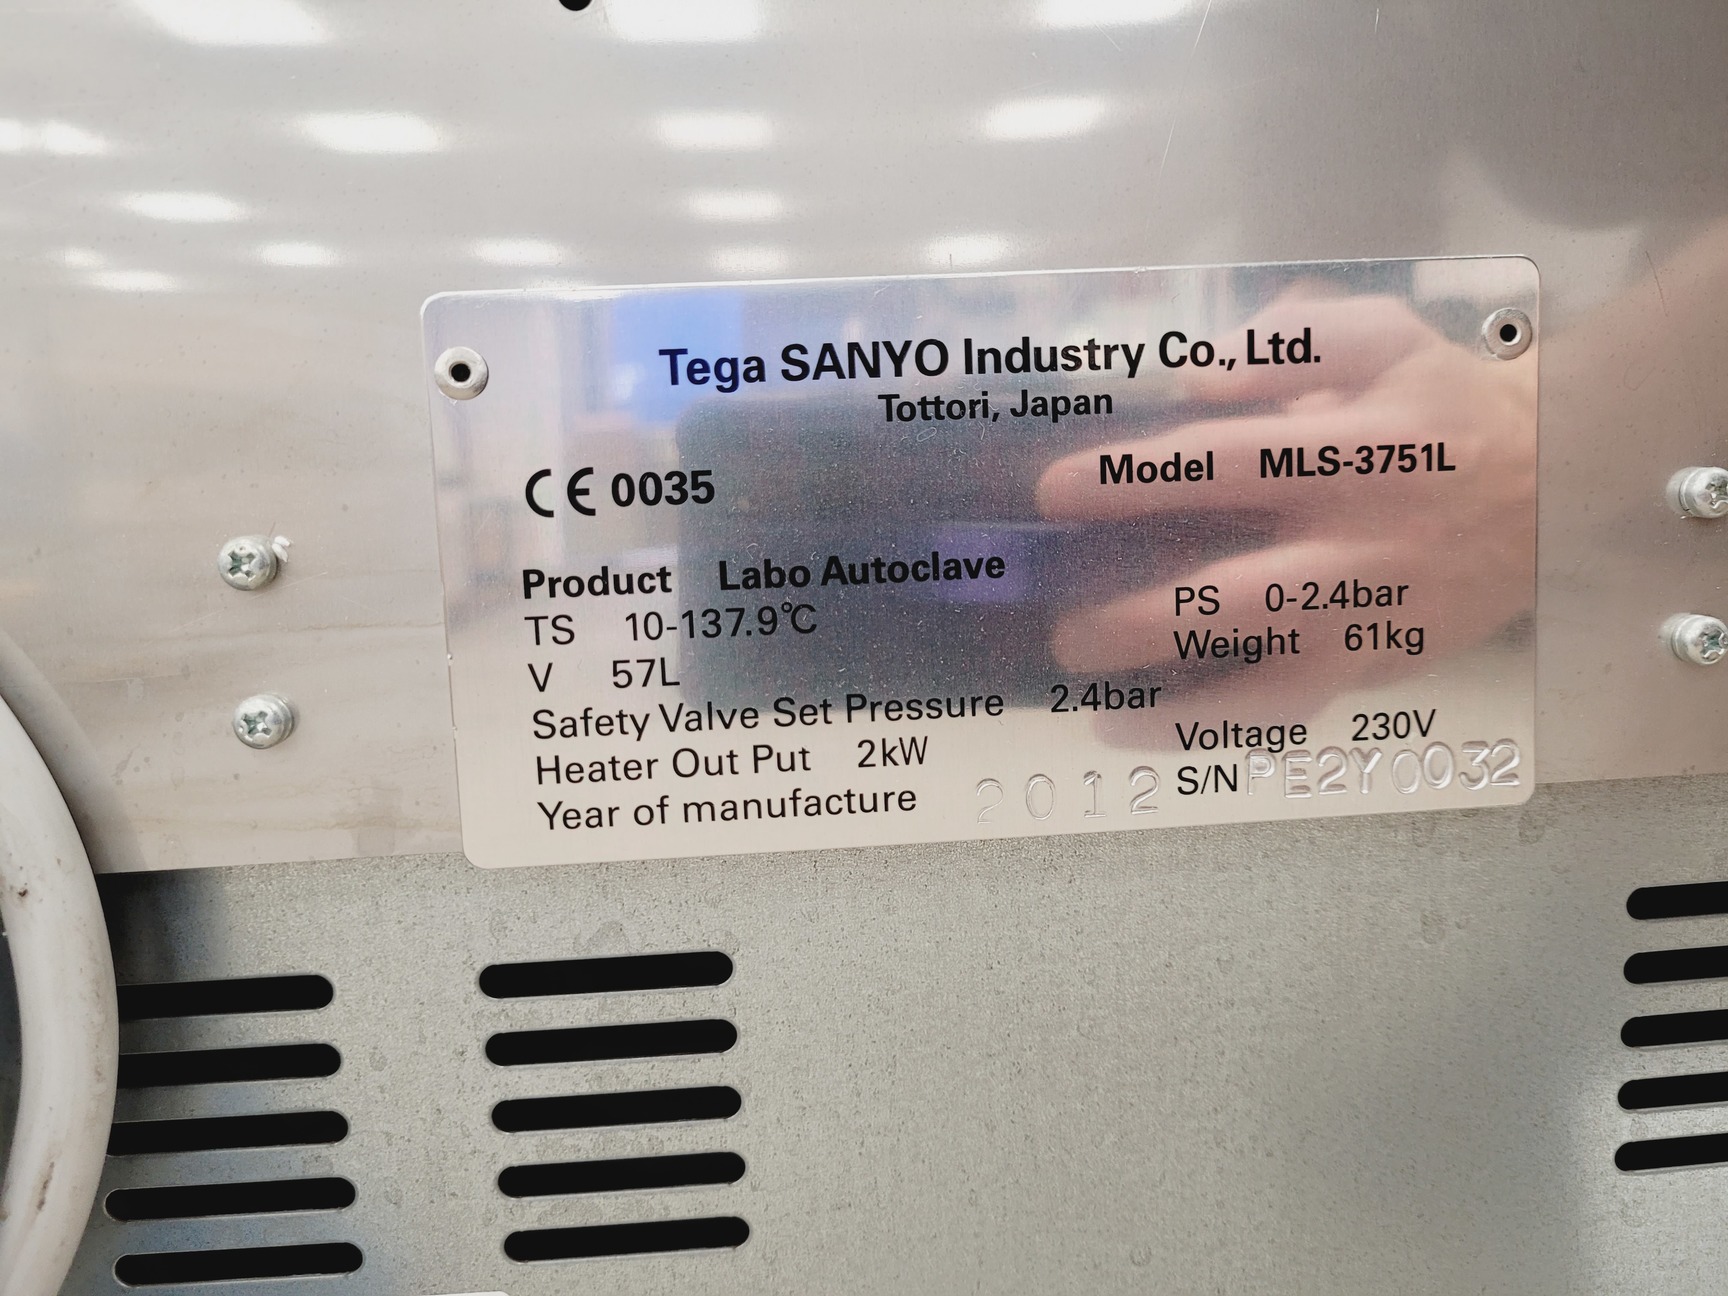 Tega SANYO Industry Co., Ltd.
Tottori, Japan
CE 0035 Model MLS-3751L
Product Labo Autoclave
TS 10-137.9℃ PS 0-2.4bar
V 57L Weight 61kg
Safety Valve Set Pressure 2.4bar
Heater Out Put 2kW Voltage 230V
Year of manufacture 2012 S/N PE2Y0032